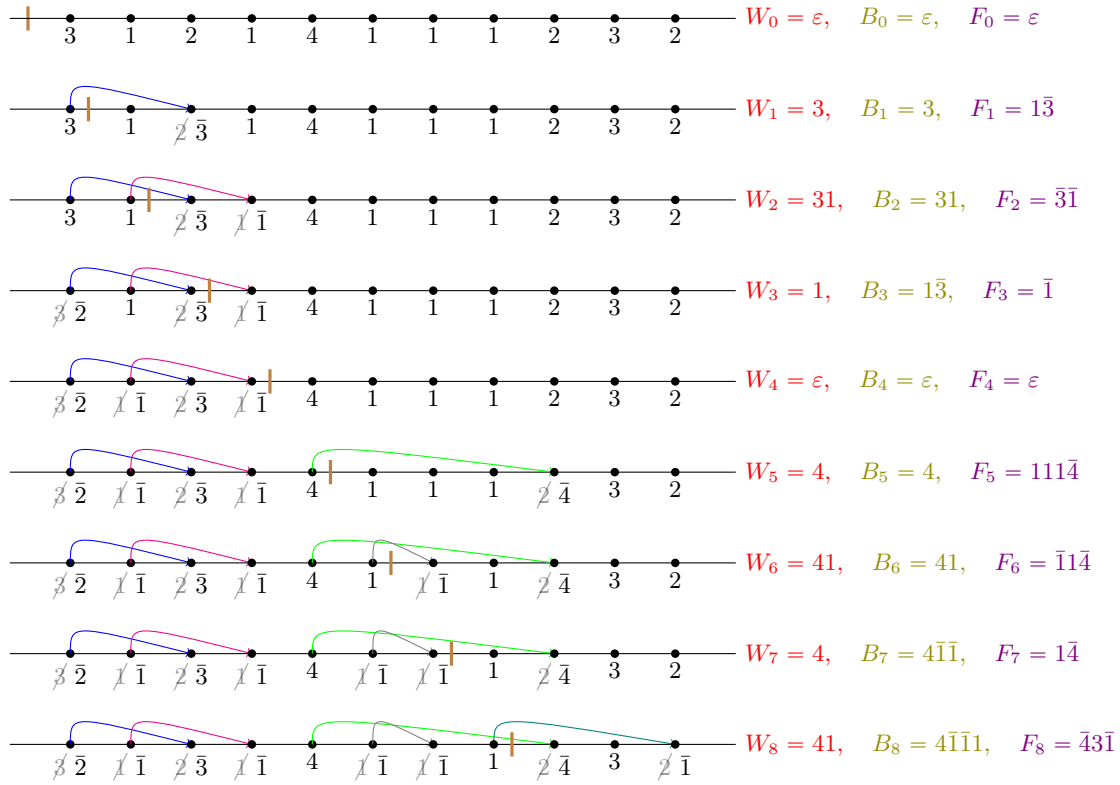 3 1 2 1 4 1 1 1 2 3 2 W₀ = ε, B₀ = ε, F₀ = ε
3 1 2̸ 3̄ 1 4 1 1 1 2 3 2 W₁ = 3, B₁ = 3, F₁ = 13̄
3 1 2̸ 3̄ 1̸ 1̄ 4 1 1 1 2 3 2 W₂ = 31, B₂ = 31, F₂ = 3̄1̄
3̸ 2̄ 1 2̸ 3̄ 1̸ 1̄ 4 1 1 1 2 3 2 W₃ = 1, B₃ = 13̄, F₃ = 1̄
3̸ 2̄ 1̸ 1̄ 2̸ 3̄ 1̸ 1̄ 4 1 1 1 2 3 2 W₄ = ε, B₄ = ε, F₄ = ε
3̸ 2̄ 1̸ 1̄ 2̸ 3̄ 1̸ 1̄ 4 1 1 1 2̸ 4̄ 3 2 W₅ = 4, B₅ = 4, F₅ = 1114̄
3̸ 2̄ 1̸ 1̄ 2̸ 3̄ 1̸ 1̄ 4 1 1̸ 1̄ 1 2̸ 4̄ 3 2 W₆ = 41, B₆ = 41, F₆ = 1̄14̄
3̸ 2̄ 1̸ 1̄ 2̸ 3̄ 1̸ 1̄ 4 1̸ 1̄ 1̸ 1̄ 1 2̸ 4̄ 3 2 W₇ = 4, B₇ = 41̄1̄, F₇ = 14̄
3̸ 2̄ 1̸ 1̄ 2̸ 3̄ 1̸ 1̄ 4 1̸ 1̄ 1̸ 1̄ 1 2̸ 4̄ 3 2̸ 1̄ W₈ = 41, B₈ = 41̄1̄1, F₈ = 4̄31̄